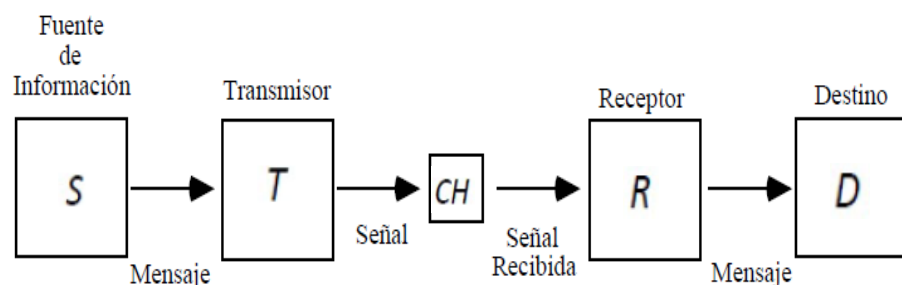 Fuente
de
Información
Transmisor
Receptor
Destino
S
T
CH
R
D
Mensaje
Señal
Señal
Recibida
Mensaje